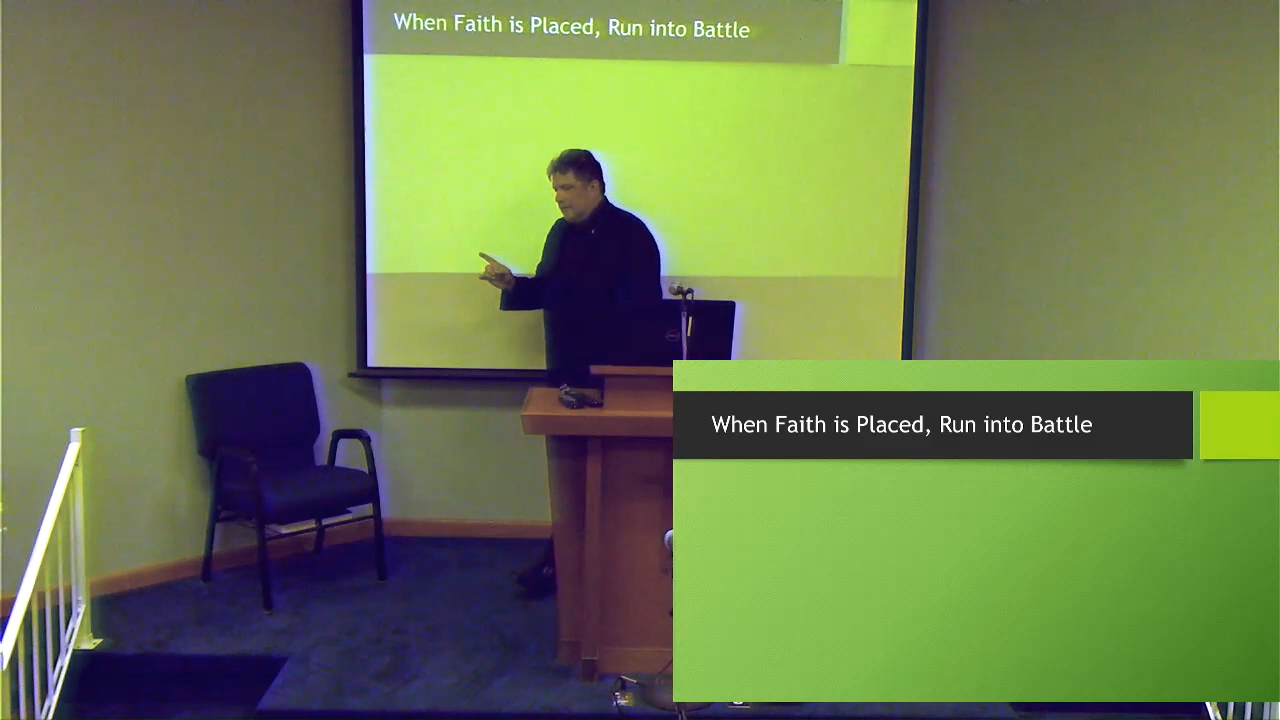 When Faith is Placed, Run into Battle
When Faith is Placed, Run into Battle